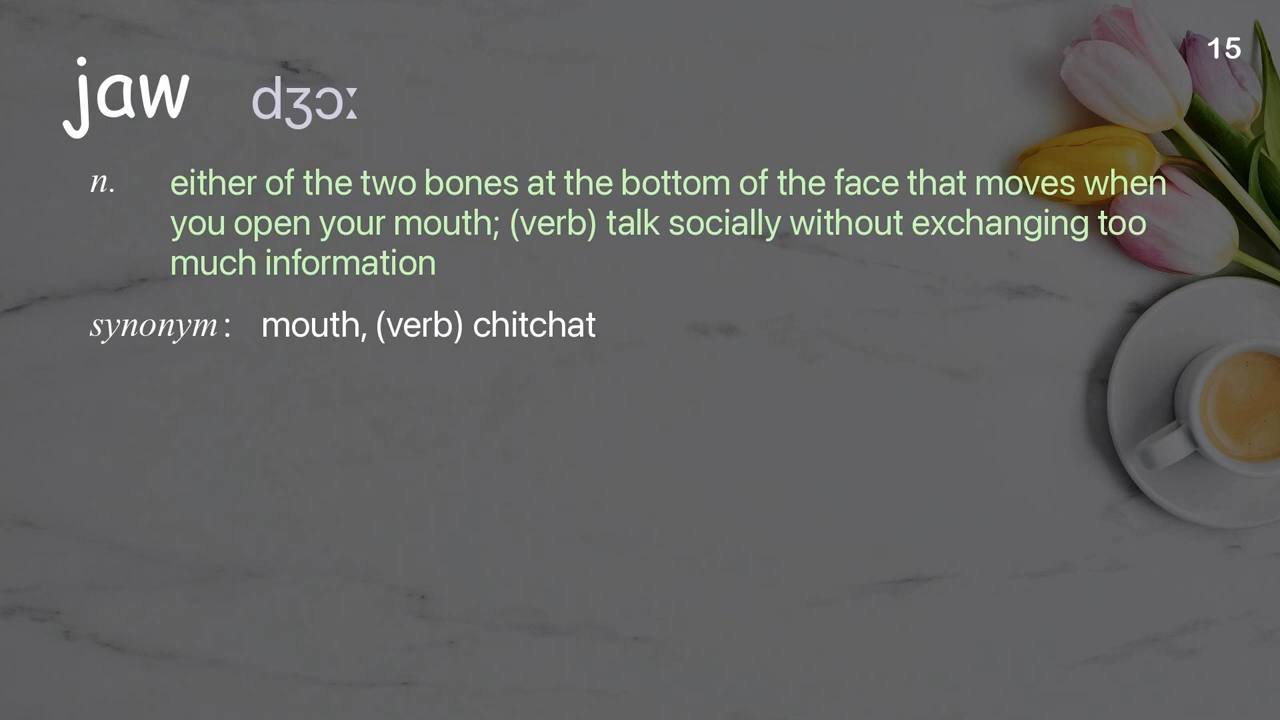 15
jaw dʒɔː
n. either of the two bones at the bottom of the face that moves when
you open your mouth; (verb) talk socially without exchanging too
much information
synonym: mouth, (verb) chitchat